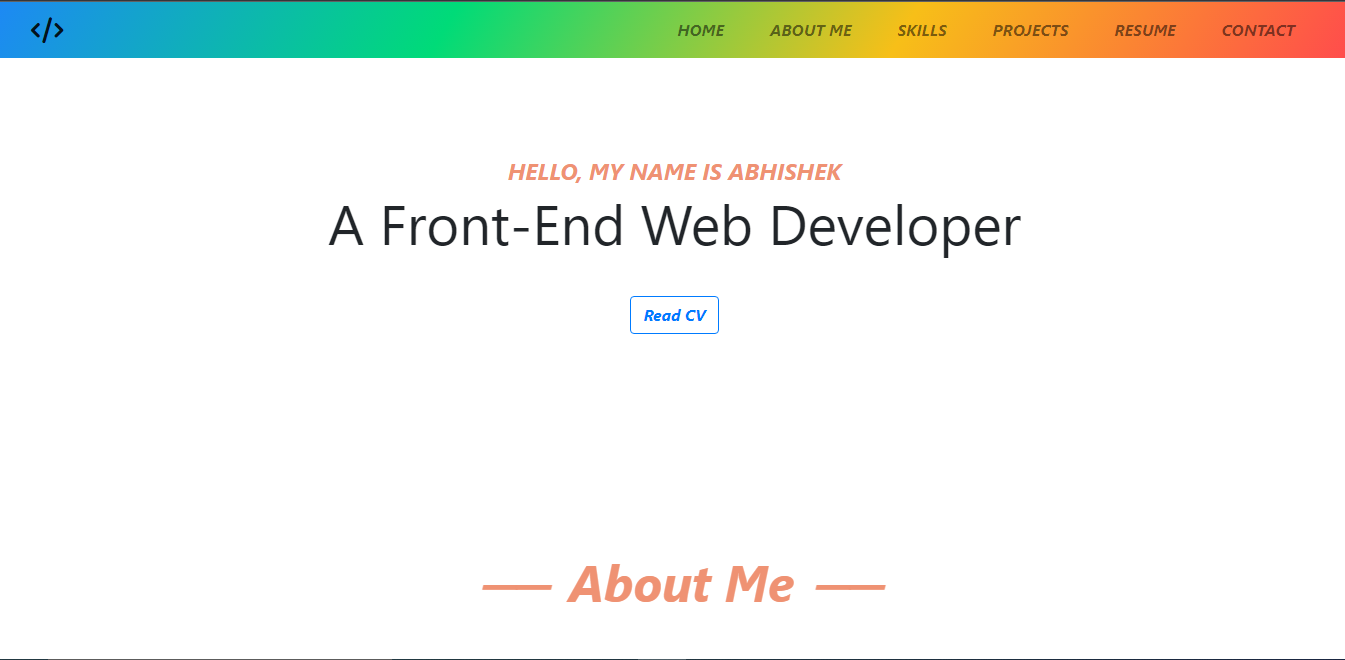 </> HOME ABOUT ME SKILLS PROJECTS RESUME CONTACT
HELLO, MY NAME IS ABHISHEK
A Front-End Web Developer
Read CV
About Me